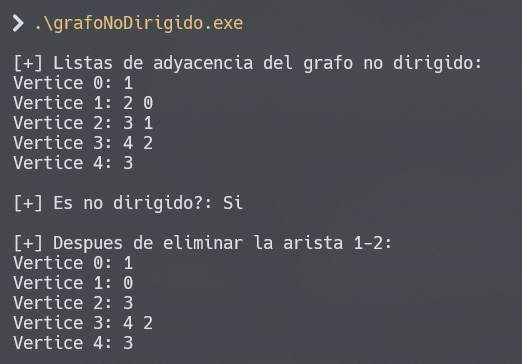 ❯ .\grafoNoDirigido.exe
[+] Listas de adyacencia del grafo no dirigido:
Vertice 0: 1
Vertice 1: 2 0
Vertice 2: 3 1
Vertice 3: 4 2
Vertice 4: 3
[+] Es no dirigido?: Si
[+] Despues de eliminar la arista 1-2:
Vertice 0: 1
Vertice 1: 0
Vertice 2: 3
Vertice 3: 4 2
Vertice 4: 3